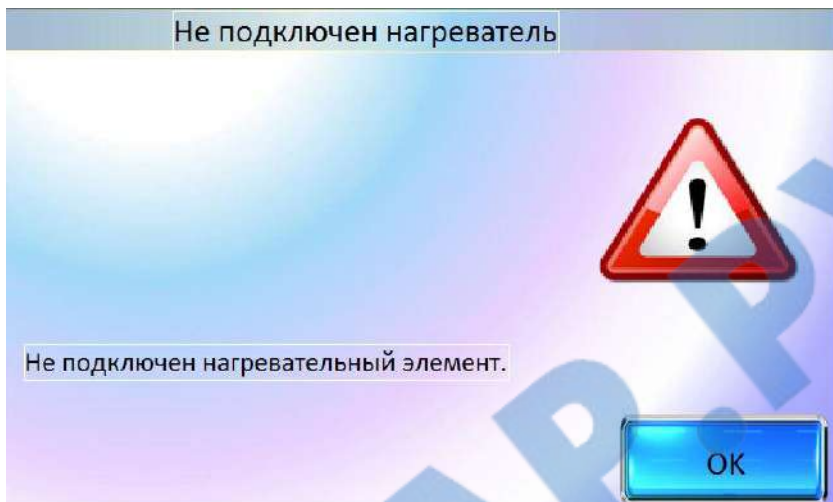 Не подключен нагреватель
!
Не подключен нагревательный элемент.
OK